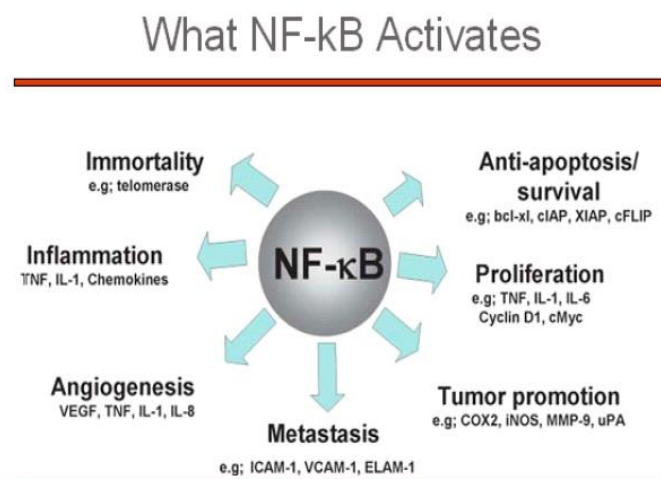 What NF-kB Activates
Immortality
e.g; telomerase
Anti-apoptosis/
survival
e.g; bcl-xl, cIAP, XIAP, cFLIP
Inflammation
TNF, IL-1, Chemokines
NF-κB
Proliferation
e.g; TNF, IL-1, IL-6
Cyclin D1, cMyc
Angiogenesis
VEGF, TNF, IL-1, IL-8
Tumor promotion
e.g; COX2, iNOS, MMP-9, uPA
Metastasis
e.g; ICAM-1, VCAM-1, ELAM-1